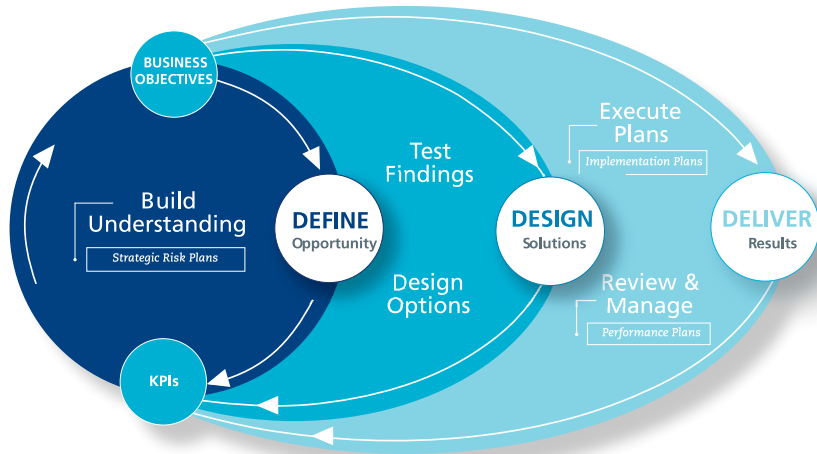 BUSINESS
OBJECTIVES
Build
Understanding
Strategic Risk Plans
DEFINE
Opportunity
Test
Findings
Design
Options
DESIGN
Solutions
Execute
Plans
Implementation Plans
Review &
Manage
Performance Plans
DELIVER
Results
KPIs